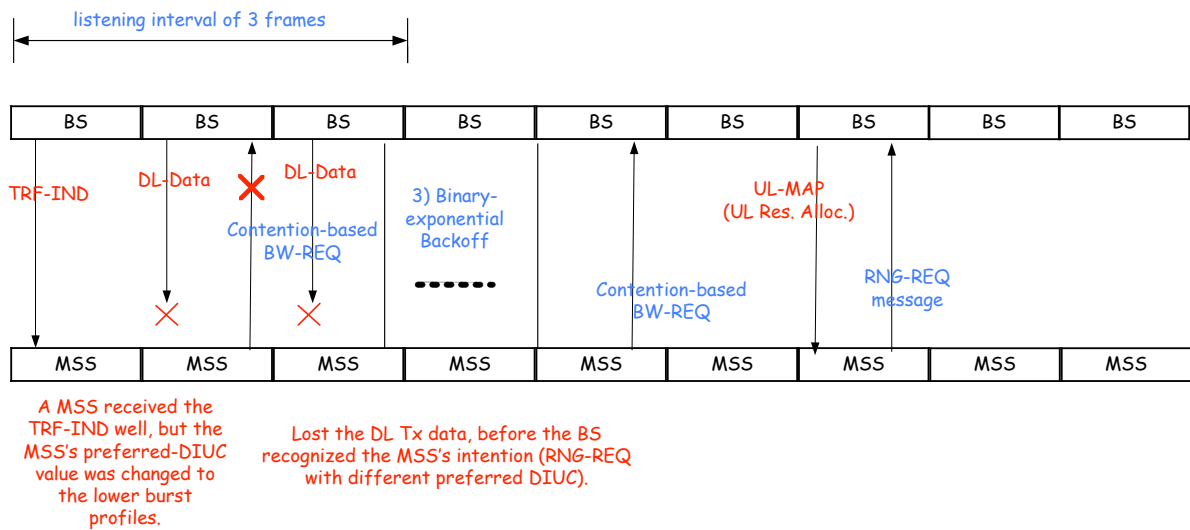 listening interval of 3 frames
BS BS BS BS BS BS BS BS BS
TRF-IND
DL-Data
DL-Data
Contention-based
BW-REQ
3) Binary-
exponential
Backoff
Contention-based
BW-REQ
UL-MAP
(UL Res. Alloc.)
RNG-REQ
message
MSS MSS MSS MSS MSS MSS MSS MSS MSS
A MSS received the
TRF-IND well, but the
MSS's preferred-DIUC
value was changed to
the lower burst
profiles.
Lost the DL Tx data, before the BS
recognized the MSS's intention (RNG-REQ
with different preferred DIUC).